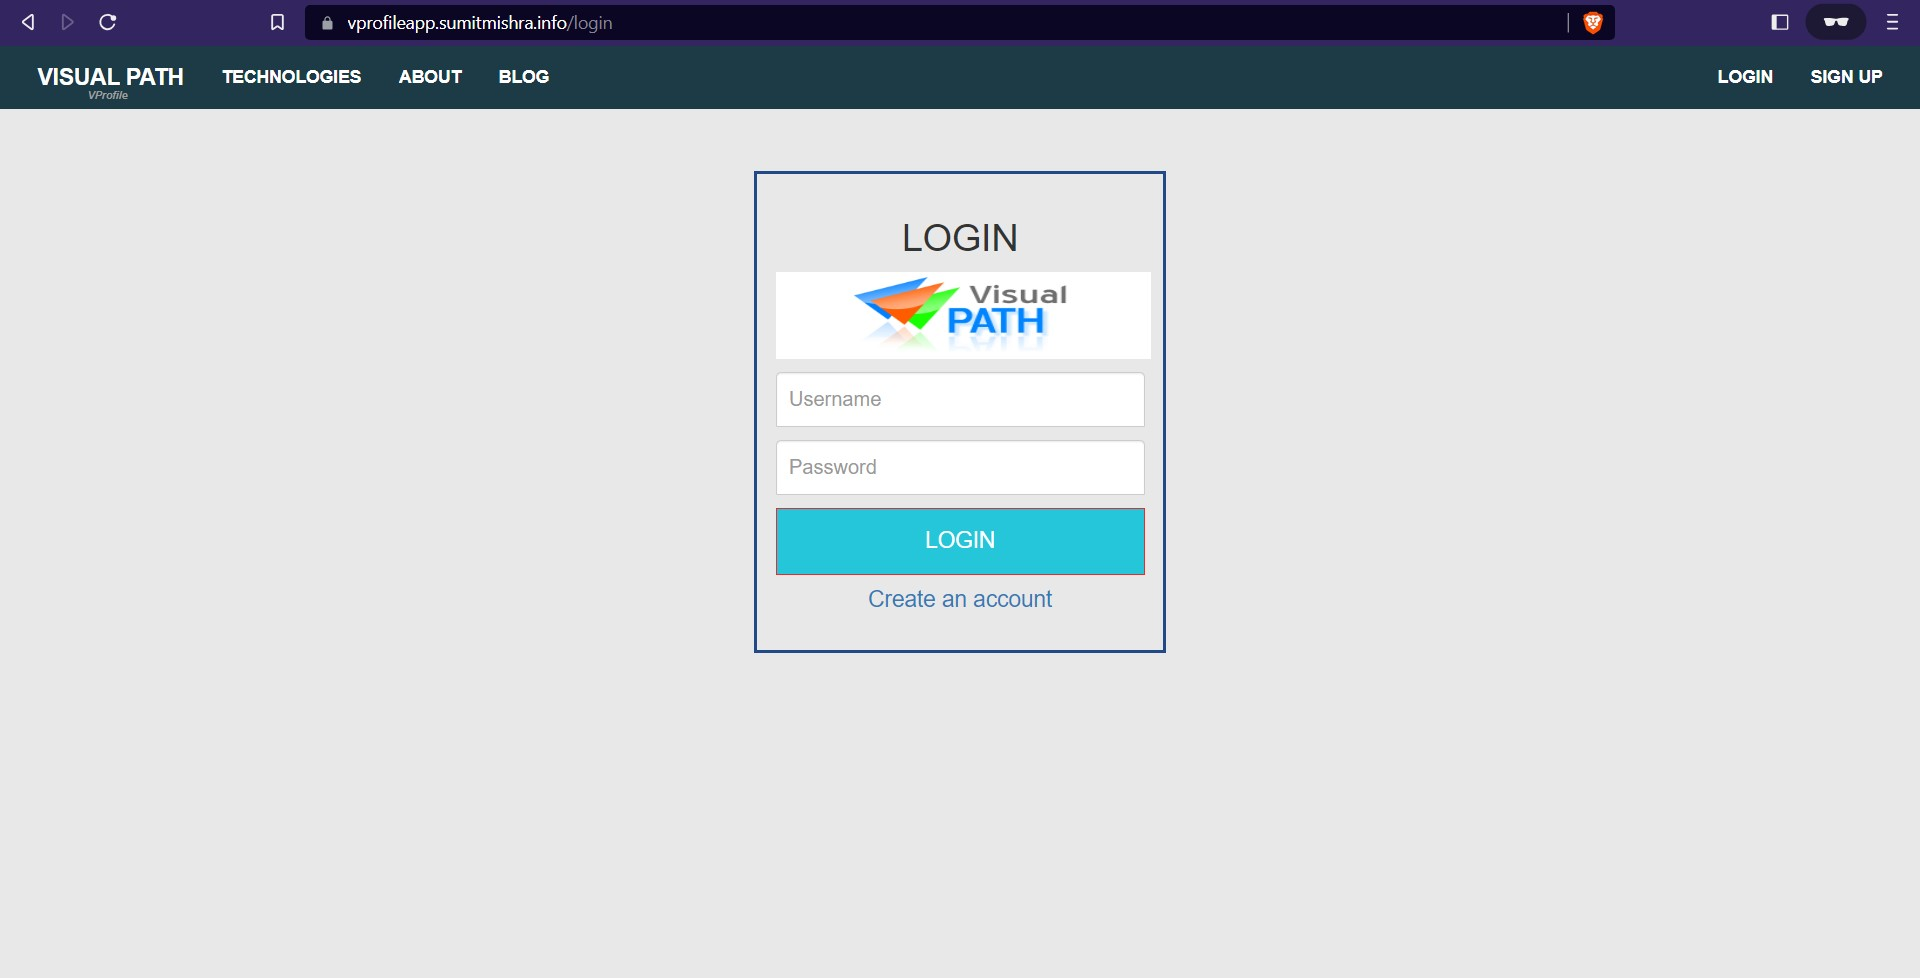 vprofileapp.sumitmishra.info/login
VISUAL PATH TECHNOLOGIES ABOUT BLOG LOGIN SIGN UP
VProfile
LOGIN
Visual
PATH
Username
Password
LOGIN
Create an account